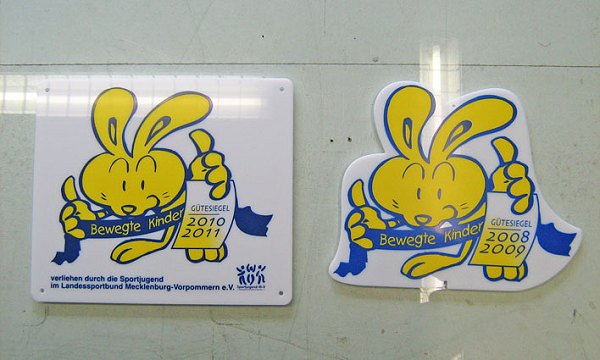 Bewegte Kinder
GÜTESIEGEL
2010
2011
verliehen durch die Sportjugend
im Landessportbund Mecklenburg-Vorpommern e.V.
Bewegte Kinder
GÜTESIEGEL
2008
2009